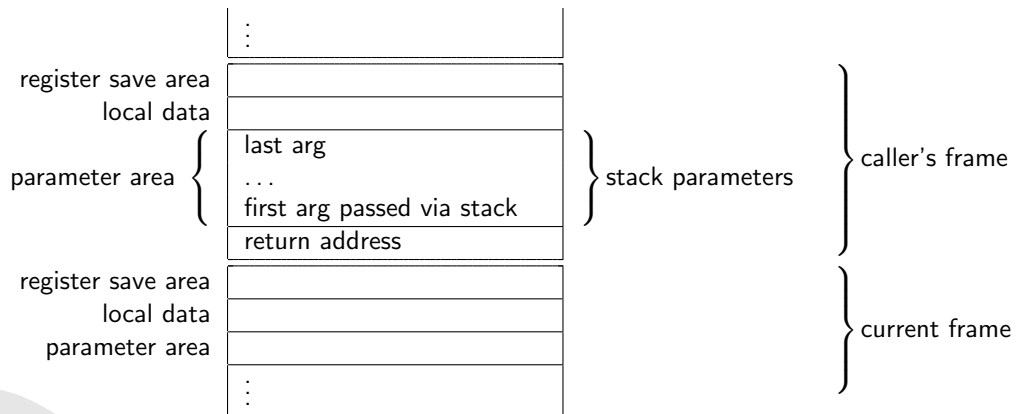 ⋮
register save area
local data
last arg
parameter area
. . .
stack parameters
caller's frame
first arg passed via stack
return address
register save area
local data
parameter area
current frame
⋮